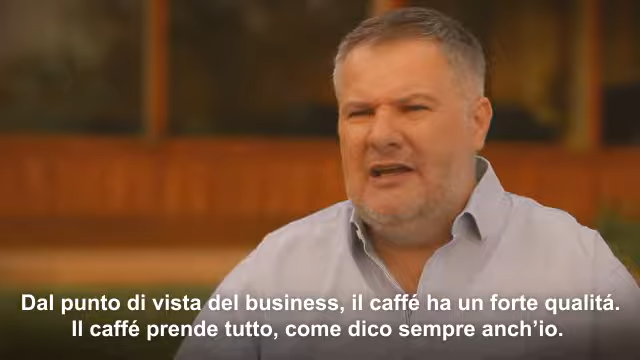 Dal punto di vista del business, il caffé ha un forte qualitá.
Il caffé prende tutto, come dico sempre anch’io.